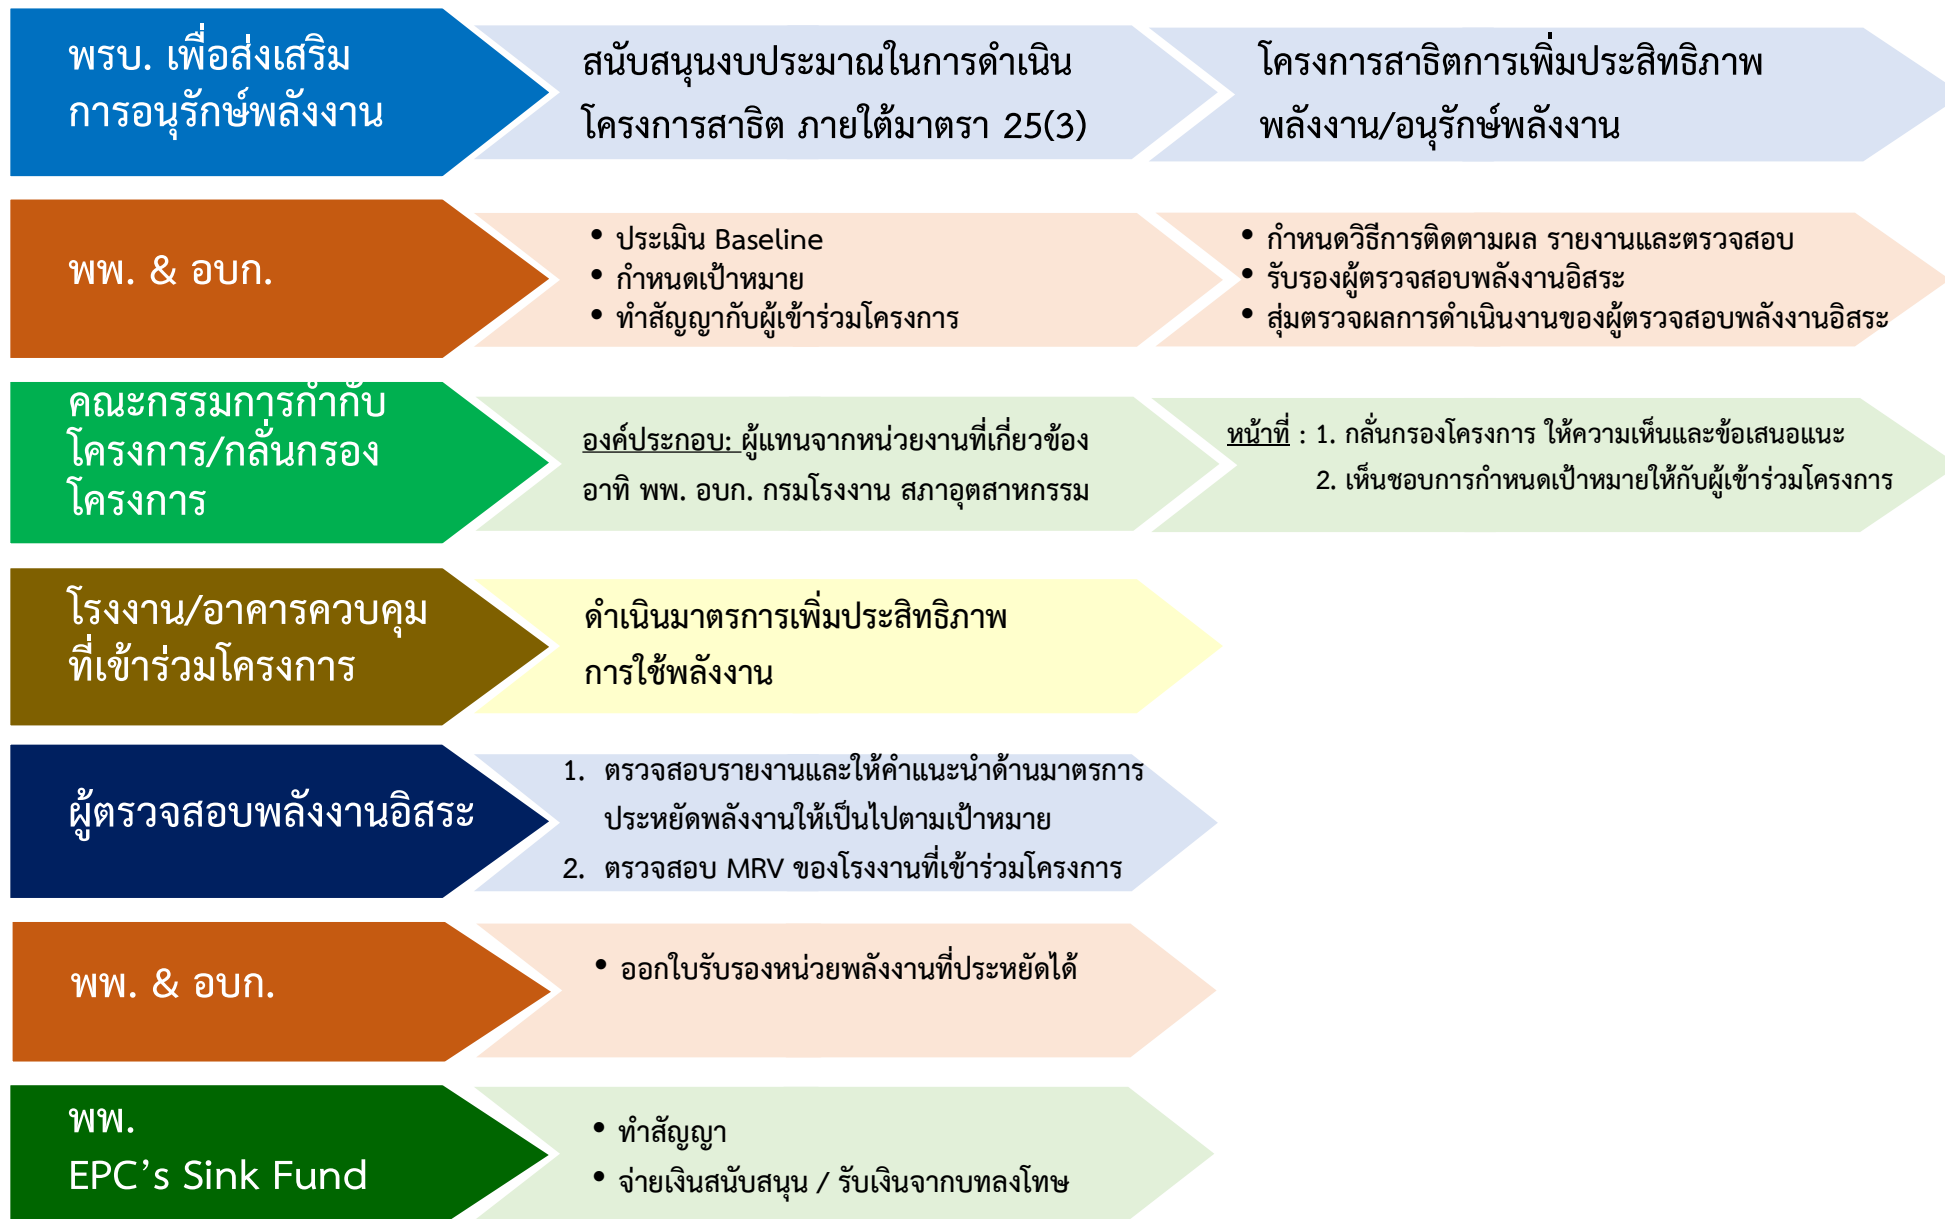 พรบ. เพื่อส่งเสริม
การอนุรักษ์พลังงาน
สนับสนุนงบประมาณในการดำเนิน
โครงการสาธิต ภายใต้มาตรา 25(3)
โครงการสาธิตการเพิ่มประสิทธิภาพ
พลังงาน/อนุรักษ์พลังงาน
พพ. & อบก.
• ประเมิน Baseline
• กำหนดเป้าหมาย
• ทำสัญญากับผู้เข้าร่วมโครงการ
• กำหนดวิธีการติดตามผล รายงานและตรวจสอบ
• รับรองผู้ตรวจสอบพลังงานอิสระ
• สุ่มตรวจผลการดำเนินงานของผู้ตรวจสอบพลังงานอิสระ
คณะกรรมการกำกับ
โครงการ/กลั่นกรอง
โครงการ
องค์ประกอบ: ผู้แทนจากหน่วยงานที่เกี่ยวข้อง
อาทิ พพ. อบก. กรมโรงงาน สภาอุตสาหกรรม
หน้าที่ : 1. กลั่นกรองโครงการ ให้ความเห็นและข้อเสนอแนะ
2. เห็นชอบการกำหนดเป้าหมายให้กับผู้เข้าร่วมโครงการ
โรงงาน/อาคารควบคุม
ที่เข้าร่วมโครงการ
ดำเนินมาตรการเพิ่มประสิทธิภาพ
การใช้พลังงาน
ผู้ตรวจสอบพลังงานอิสระ
1. ตรวจสอบรายงานและให้คำแนะนำด้านมาตรการ
ประหยัดพลังงานให้เป็นไปตามเป้าหมาย
2. ตรวจสอบ MRV ของโรงงานที่เข้าร่วมโครงการ
พพ. & อบก.
• ออกใบรับรองหน่วยพลังงานที่ประหยัดได้
พพ.
EPC’s Sink Fund
• ทำสัญญา
• จ่ายเงินสนับสนุน / รับเงินจากบทลงโทษ